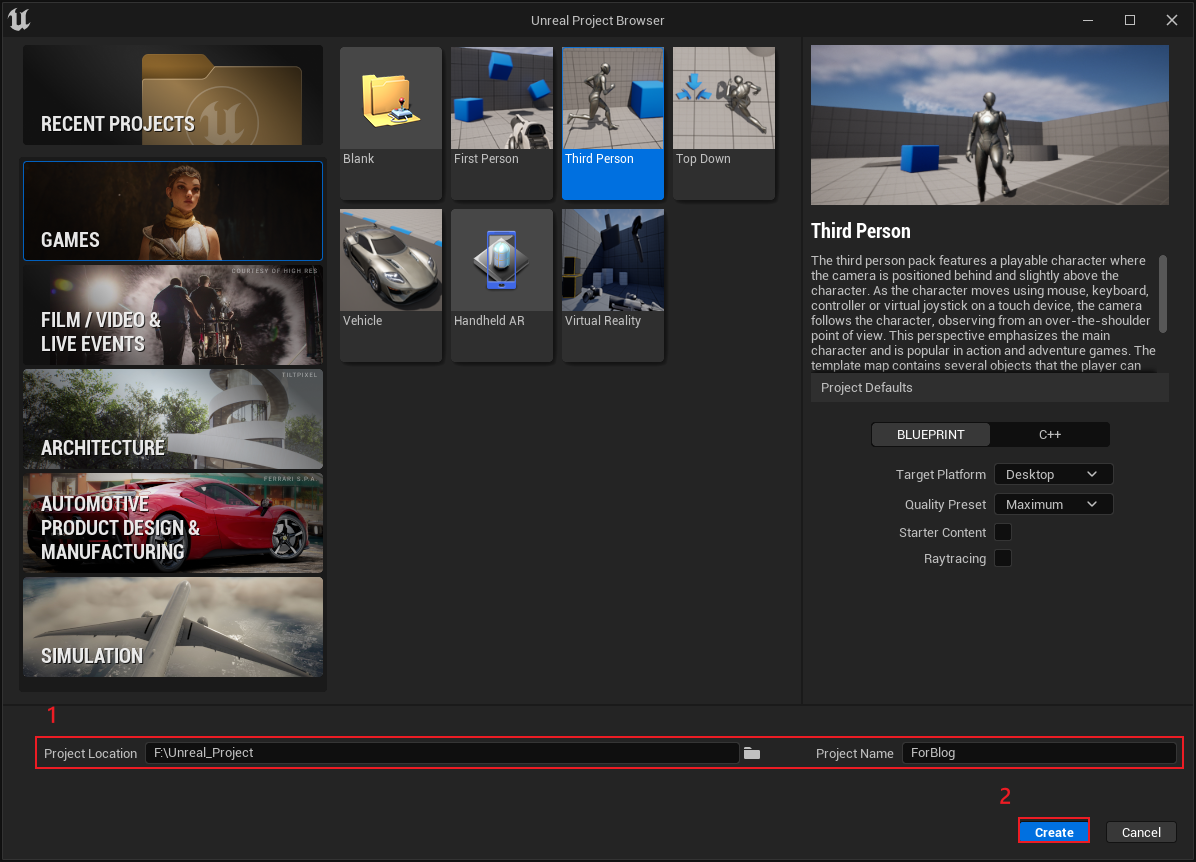 Unreal Project Browser
RECENT PROJECTS
GAMES
COURTESY OF HIGH RES
FILM / VIDEO &
LIVE EVENTS
TILTPIXEL
ARCHITECTURE
FERRARI S.P.A.
AUTOMOTIVE
PRODUCT DESIGN &
MANUFACTURING
SIMULATION
Blank
First Person
Third Person
Top Down
Vehicle
Handheld AR
Virtual Reality
Third Person
The third person pack features a playable character where
the camera is positioned behind and slightly above the
character. As the character moves using mouse, keyboard,
controller or virtual joystick on a touch device, the camera
follows the character, observing from an over-the-shoulder
point of view. This perspective emphasizes the main
character and is popular in action and adventure games. The
template map contains several objects that the player can
Project Defaults
BLUEPRINT
C++
Target Platform
Desktop
Quality Preset
Maximum
Starter Content
Raytracing
1
Project Location
F:\Unreal_Project
Project Name
ForBlog
2
Create
Cancel